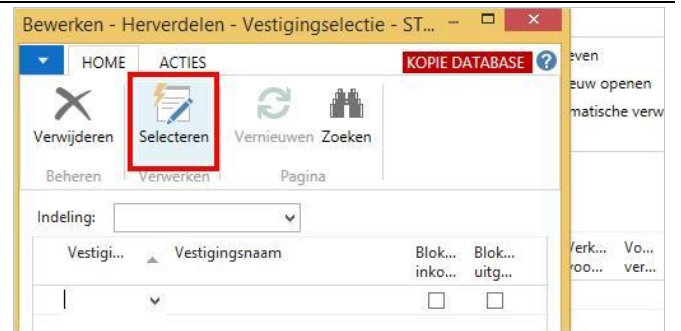 Bewerken - Herverdelen - Vestigingselectie - ST...
HOME ACTIES KOPIE DATABASE ?
Verwijderen Selecteren Vernieuwen Zoeken
Beheren Verwerken Pagina
Indeling:
Vestigi... Vestigingsnaam Blok... Blok...
inko... uitg...
even
euw openen
matische verw
Verk... Vo...
voo... ver...